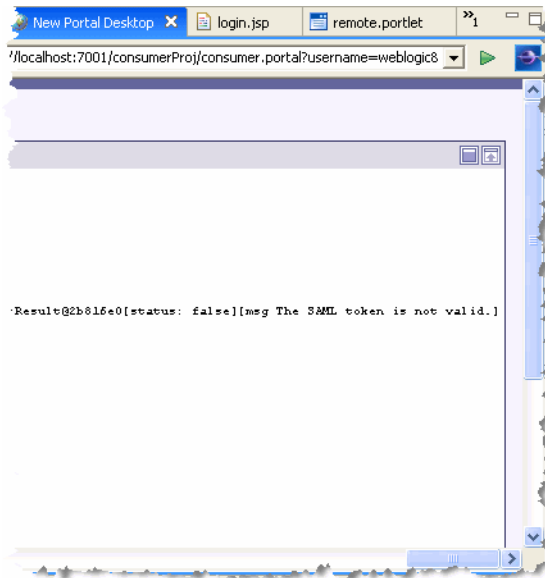 New Portal Desktop login.jsp remote.portlet »1
//localhost:7001/consumerProj/consumer.portal?username=weblogic&
Result@2b816e0[status: false][msg The SAML token is not valid.]